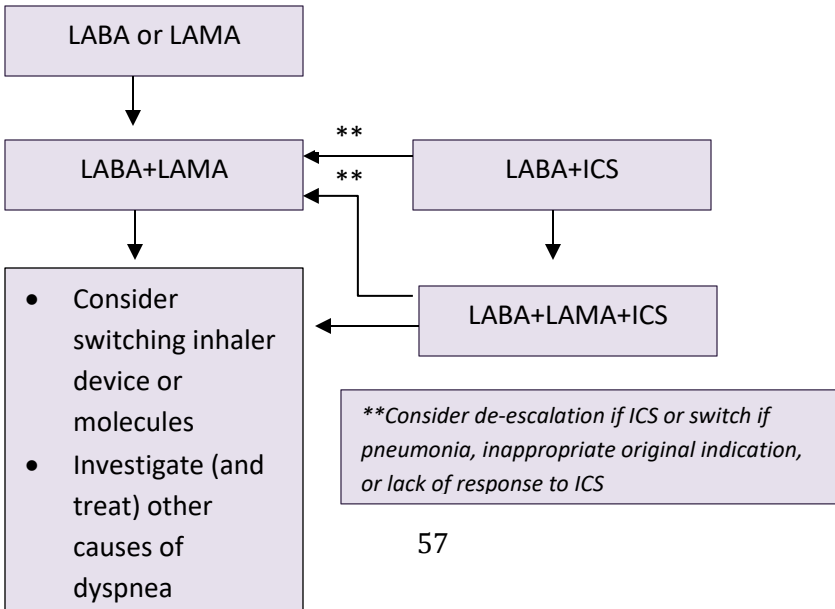 LABA or LAMA
**
LABA+LAMA
LABA+ICS
**
• Consider
switching inhaler
device or
molecules
• Investigate (and
treat) other
causes of
dyspnea
LABA+LAMA+ICS
**Consider de-escalation if ICS or switch if
pneumonia, inappropriate original indication,
or lack of response to ICS
57